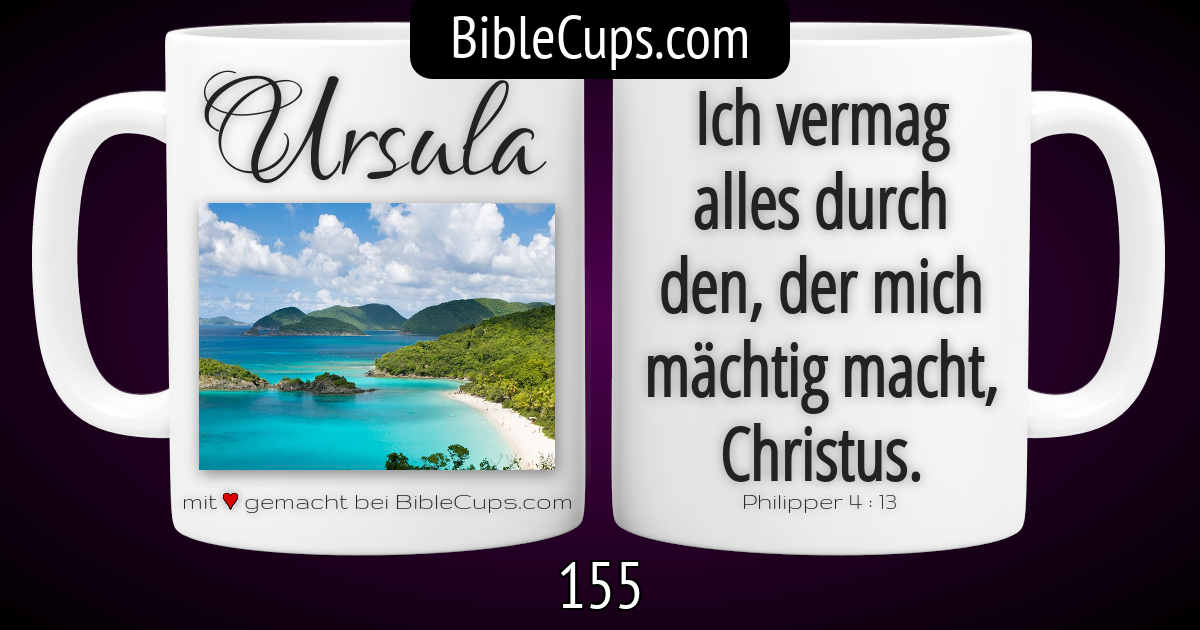 BibleCups.com
Ursula
mit ♥ gemacht bei BibleCups.com
Ich vermag
alles durch
den, der mich
mächtig macht,
Christus.
Philipper 4 : 13
155